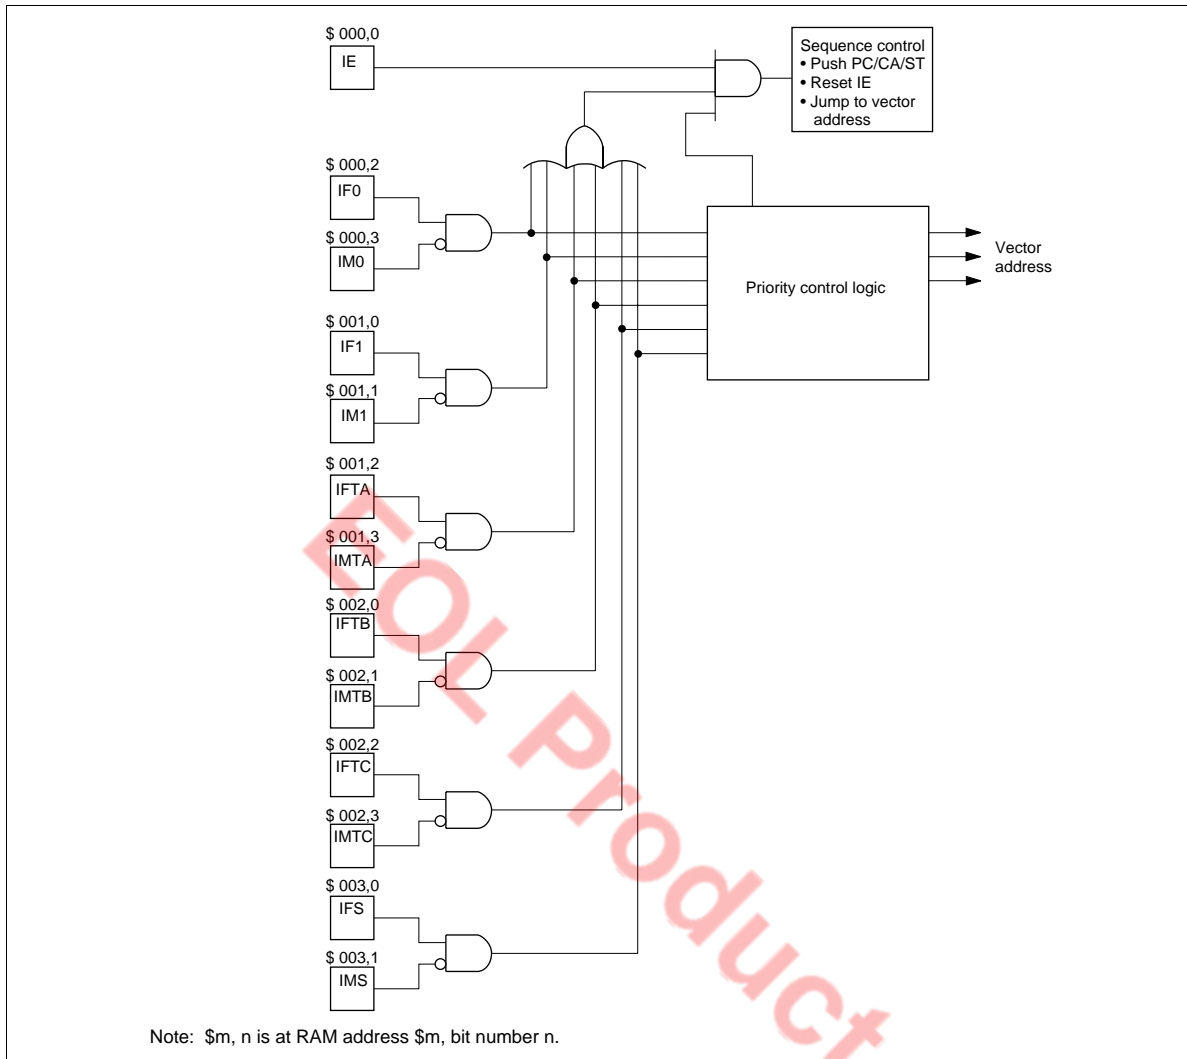 $ 000,0
IE
Sequence control
• Push PC/CA/ST
• Reset IE
• Jump to vector
address
$ 000,2
IF0
$ 000,3
IM0
Vector
address
Priority control logic
$ 001,0
IF1
$ 001,1
IM1
$ 001,2
IFTA
$ 001,3
IMTA
$ 002,0
IFTB
$ 002,1
IMTB
$ 002,2
IFTC
$ 002,3
IMTC
$ 003,0
IFS
$ 003,1
IMS
EOL Product
Note: $m, n is at RAM address $m, bit number n.